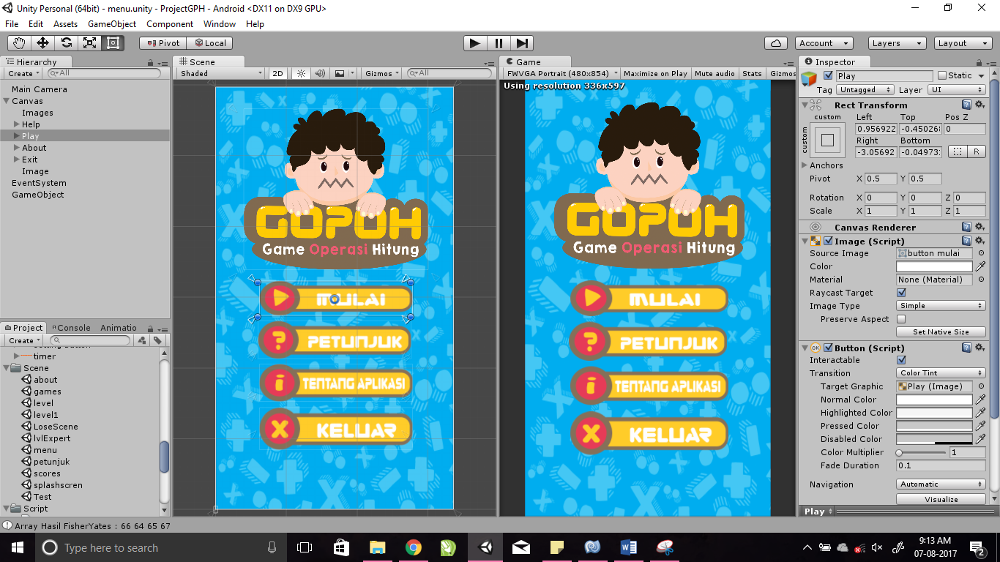 Unity Personal (64bit) - menu.unity - ProjectGPH - Android <DX11 on DX9 GPU>
File Edit Assets GameObject Component Window Help
Pivot Local Account Layers Layout
Hierarchy
Create All
Main Camera
Canvas
Images
Help
Play
About
Exit
Image
EventSystem
GameObject
Project Console Animatio
Create
timer
Scene
about
games
level
level1
LoseScene
lvlExpert
menu
petunjuk
scores
splashscren
Test
Script
Scene
Shaded 2D Gizmos All
GOPOH
Game Operasi Hitung
MULAI
PETUNJUK
TENTANG APLIKASI
KELUAR
Game
FWVGA Portrait (480x854) Maximize on Play Mute audio Stats Gizmos
Using resolution 336x597
GOPOH
Game Operasi Hitung
MULAI
PETUNJUK
TENTANG APLIKASI
KELUAR
Inspector
Play Static
Tag Untagged Layer UI
Rect Transform
custom Left Top Pos Z
custom
0.956922 -0.45026 0
Right Bottom
-3.05692 -0.04973 R
Anchors
Pivot X 0.5 Y 0.5
Rotation X 0 Y 0 Z 0
Scale X 1 Y 1 Z 1
Canvas Renderer
Image (Script)
Source Image button mulai
Color
Material None (Material)
Raycast Target
Image Type Simple
Preserve Aspect
Set Native Size
OK Button (Script)
Interactable
Transition Color Tint
Target Graphic Play (Image)
Normal Color
Highlighted Color
Pressed Color
Disabled Color
Color Multiplier 1
Fade Duration 0.1
Navigation Automatic
Visualize
Play
Array Hasil FisherYates : 66 64 65 67
Type here to search
9:13 AM
07-08-2017
2